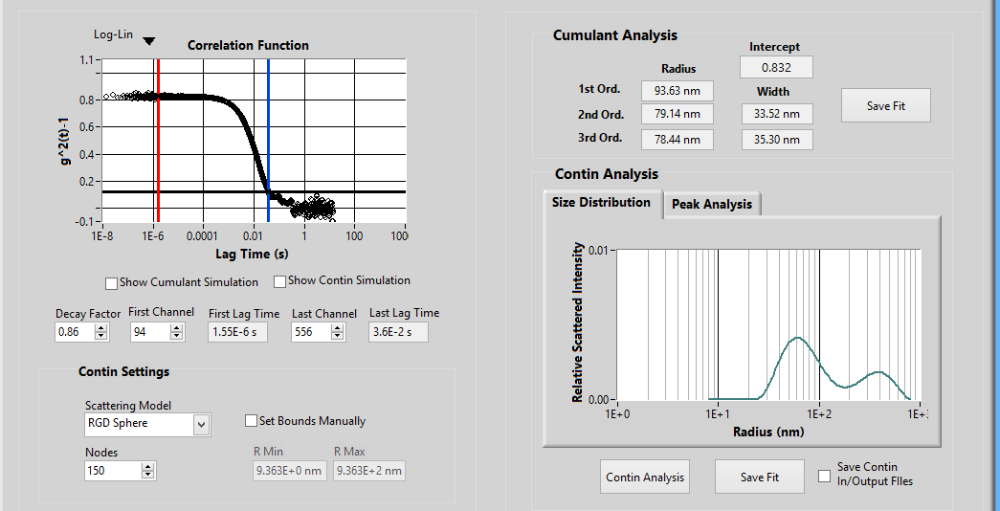 Log-Lin
Correlation Function
1.1
0.8
0.6
0.4
0.2
-0.1
g^2(t)-1
1E-8 1E-6 0.0001 0.01 1 100 1000
Lag Time (s)
Show Cumulant Simulation Show Contin Simulation
Decay Factor First Channel First Lag Time Last Channel Last Lag Time
0.86 94 1.55E-6 s 556 3.6E-2 s
Contin Settings
Scattering Model
RGD Sphere
Set Bounds Manually
Nodes R Min R Max
150 9.363E+0 nm 9.363E+2 nm
Cumulant Analysis
Intercept
0.832
Radius
Width
1st Ord. 93.63 nm
2nd Ord. 79.14 nm 33.52 nm
3rd Ord. 78.44 nm 35.30 nm
Save Fit
Contin Analysis
Size Distribution Peak Analysis
Relative Scattered Intensity
0.01
0.00
1E+0 1E+1 1E+2
Radius (nm)
Contin Analysis Save Fit
Save Contin
In/Output FIles